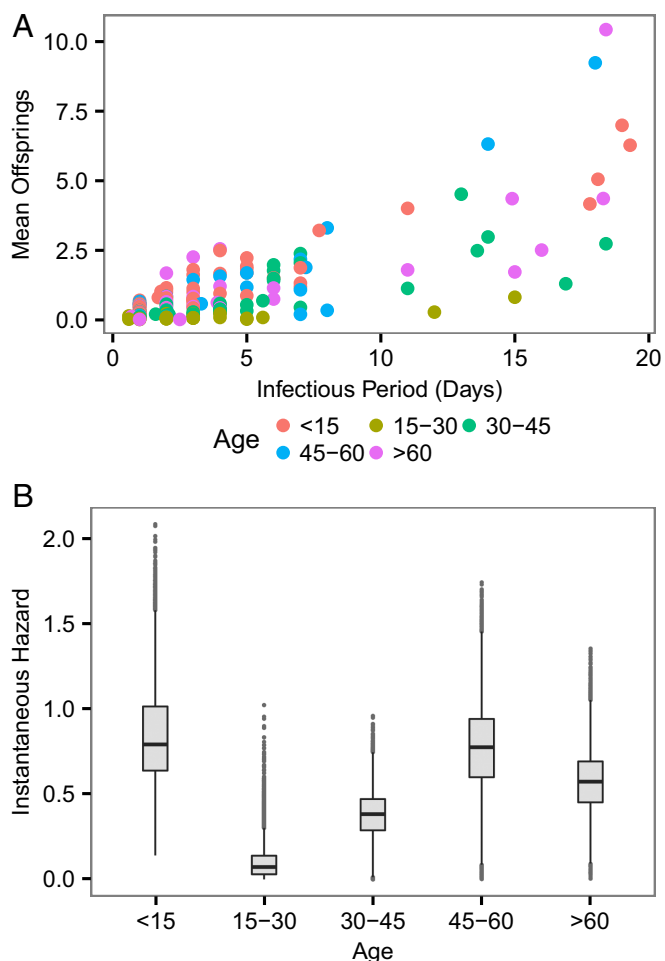 A
Mean Offsprings
10.0
7.5
5.0
2.5
0.0
0 5 10 15 20
Infectious Period (Days)
Age
<15 15−30 30−45
45−60 >60
B
Instantaneous Hazard
2.0
1.5
1.0
0.5
0.0
<15 15−30 30−45 45−60 >60
Age